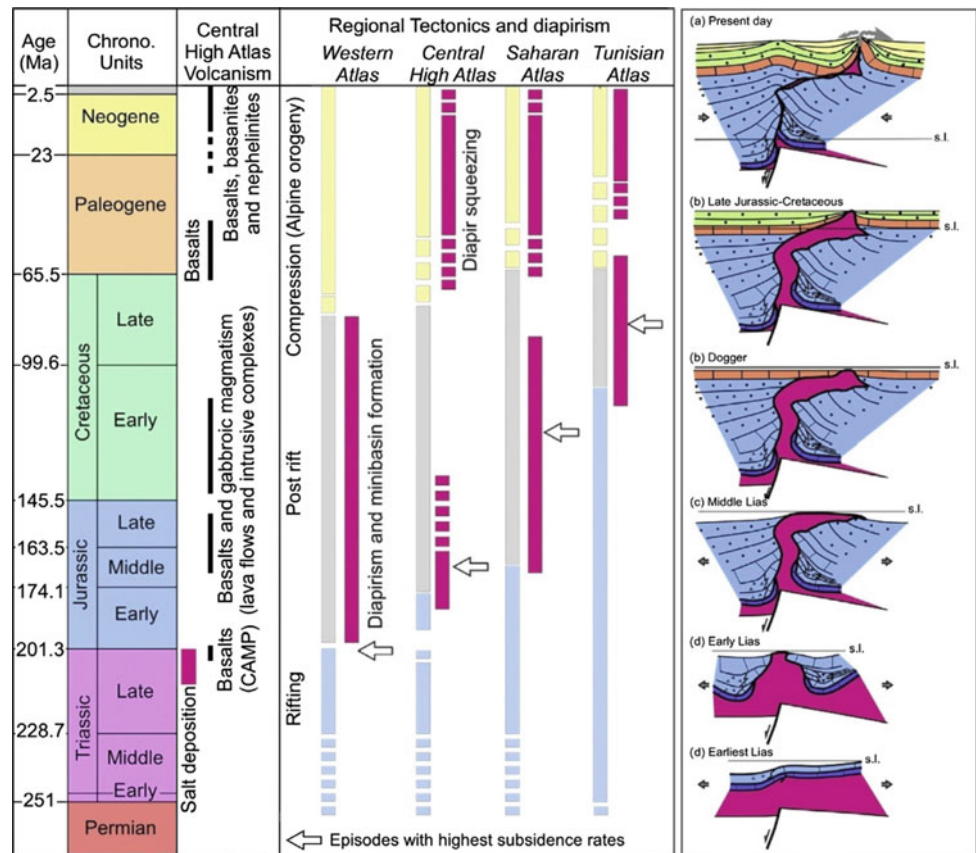 Age
(Ma)
Chrono.
Units
Central
High Atlas
Volcanism
Regional Tectonics and diapirism
Western
Atlas
Central
High Atlas
Saharan
Atlas
Tunisian
Atlas
2.5
Neogene
23
Paleogene
65.5
Cretaceous
Late
99.6
Early
145.5
Jurassic
Late
163.5
Middle
174.1
Early
201.3
Triassic
Late
228.7
Middle
Early
251
Permian
Salt deposition
Basalts, basanites
and nephelinites
Basalts
Basalts and gabbroic magmatism
(lava flows and intrusive complexes)
Basalts
(CAMP)
Compression (Alpine orogeny)
Post rift
Rifting
Diapirism and minibasin formation
Diapir squeezing
Episodes with highest subsidence rates
(a) Present day
s.l.
(b) Late Jurassic-Cretaceous
s.l.
(b) Dogger
s.l.
(c) Middle Lias
s.l.
(d) Early Lias
s.l.
(d) Earliest Lias
s.l.